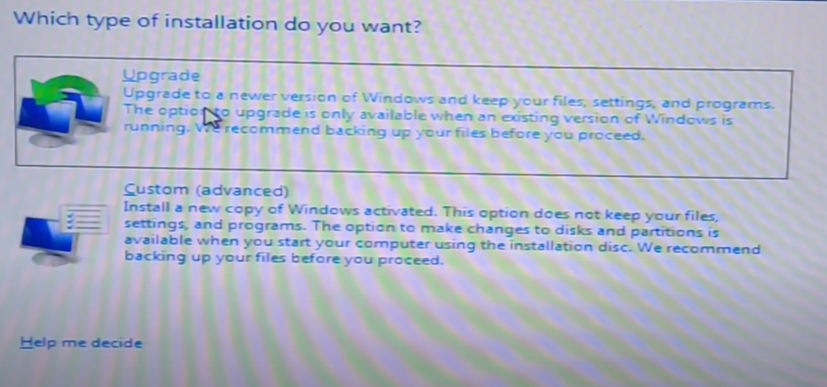 Which type of installation do you want?
Upgrade
Upgrade to a newer version of Windows and keep your files, settings, and programs.
The option to upgrade is only available when an existing version of Windows is
running. We recommend backing up your files before you proceed.
Custom (advanced)
Install a new copy of Windows activated. This option does not keep your files,
settings, and programs. The option to make changes to disks and partitions is
available when you start your computer using the installation disc. We recommend
backing up your files before you proceed.
Help me decide